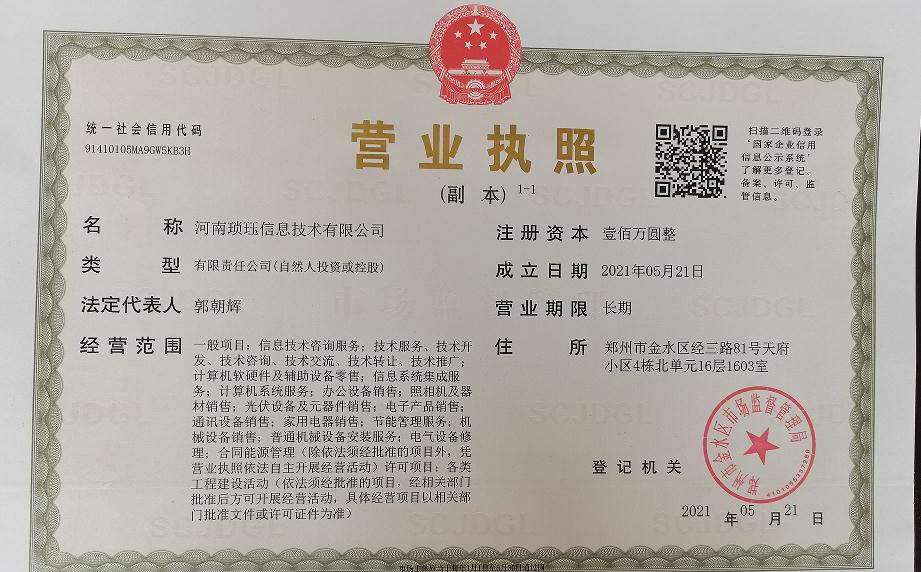 统一社会信用代码
91410105MA9GW5KB3H
营业执照
(副 本) 1-1
扫描二维码登录
'国家企业信用
信息公示系统'
了解更多登记、
备案、许可、监
管信息。
名 称 河南琐珏信息技术有限公司
类 型 有限责任公司(自然人投资或控股)
法定代表人 郭朝辉
经营范围 一般项目：信息技术咨询服务；技术服务、技术开
发、技术咨询、技术交流、技术转让、技术推广；
计算机软硬件及辅助设备零售；信息系统集成服
务；计算机系统服务；办公设备销售；照相机及器
材销售；光伏设备及元器件销售；电子产品销售；
通讯设备销售；家用电器销售；节能管理服务；机
械设备销售；普通机械设备安装服务；电气设备修
理；合同能源管理（除依法须经批准的项目外，凭
营业执照依法自主开展经营活动）许可项目：各类
工程建设活动（依法须经批准的项目，经相关部门
批准后方可开展经营活动，具体经营项目以相关部
门批准文件或许可证件为准）
注册资本 壹佰万圆整
成立日期 2021年05月21日
营业期限 长期
住 所 郑州市金水区经三路81号天府
小区4栋北单元16层1603室
登记机关
郑州市金水区市场监督管理局
2021 年 05 月 21 日
SCJDGL